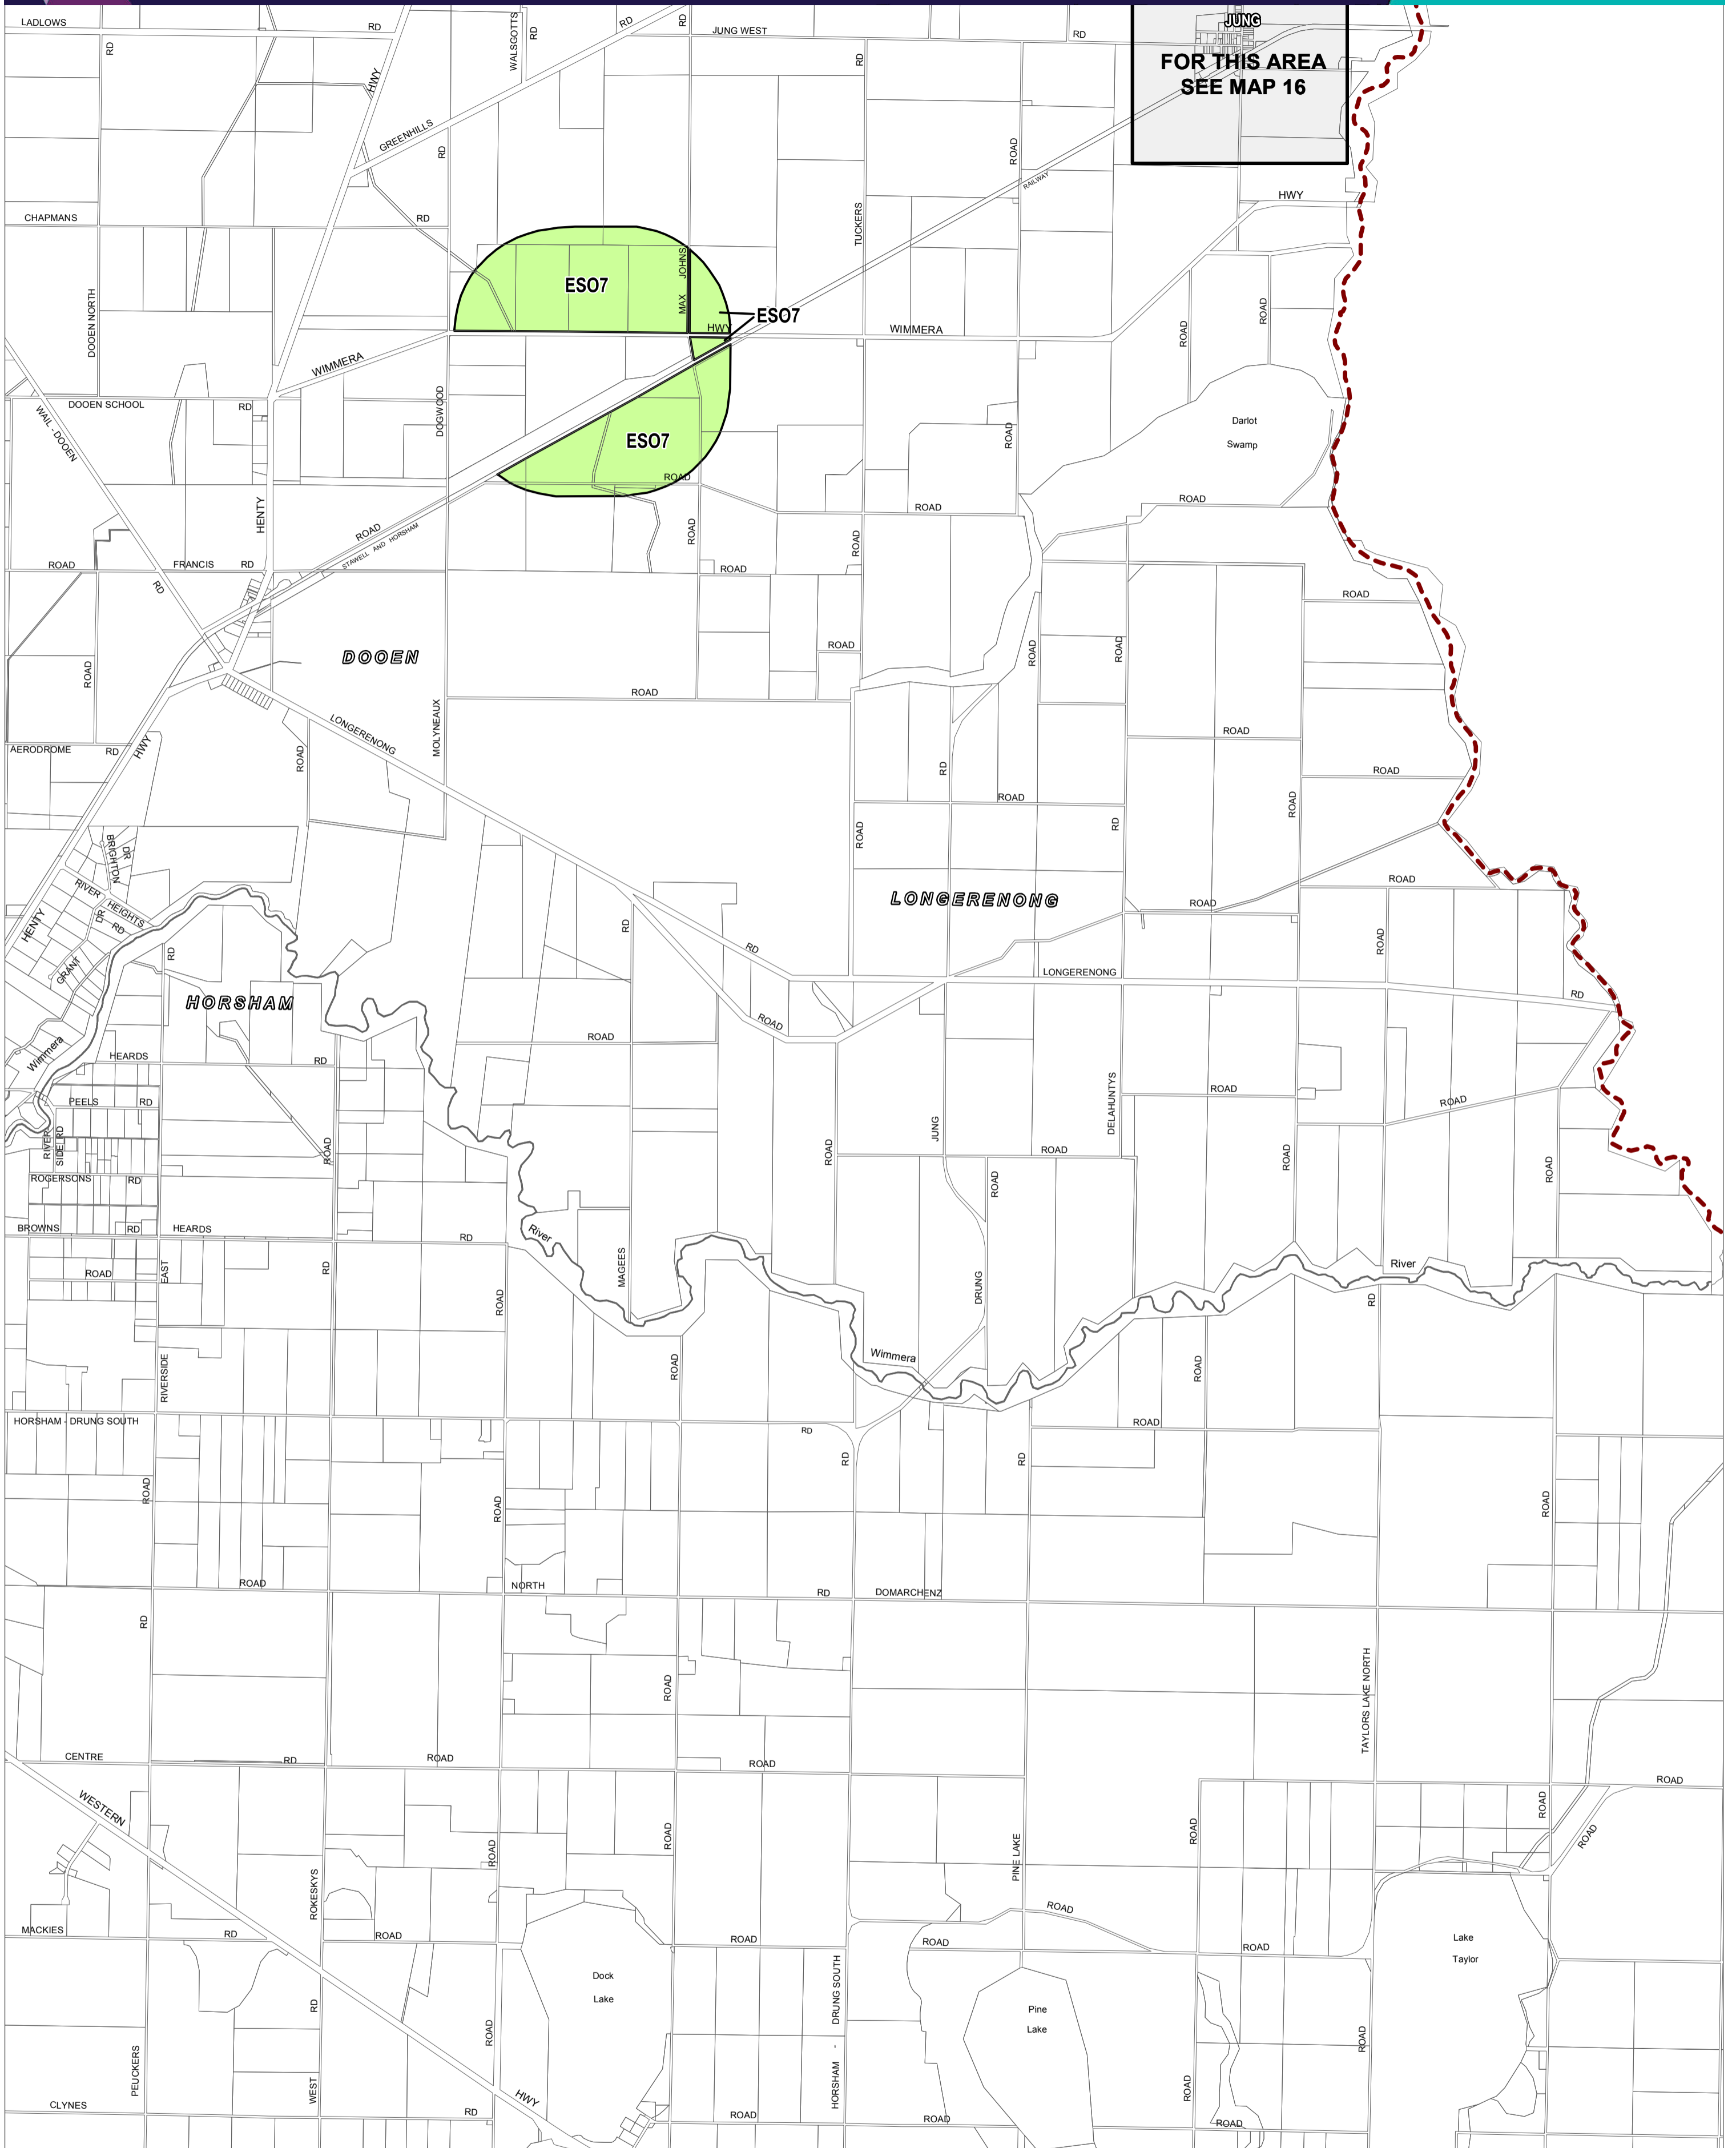 LADLOWS
RD
RD
HWY
WALSGOTTS
RD
RD
RD
JUNG WEST
RD
RD
JUNG
FOR THIS AREA
SEE MAP 16
GREENHILLS
RD
ROAD
RAILWAY
HWY
CHAPMANS
RD
TUCKERS
DOOEN NORTH
ESO7
MAX JOHNS
ESO7
HWY
WIMMERA
ROAD
ROAD
WIMMERA
DOGWOOD
DOOEN SCHOOL
RD
WAIL - DOOEN
ESO7
ROAD
Darlot
Swamp
ROAD
HENTY
ROAD
ROAD
ROAD
STAWELL AND HORSHAM
ROAD
ROAD
ROAD
ROAD
FRANCIS
RD
RD
ROAD
ROAD
DOOEN
ROAD
ROAD
ROAD
ROAD
ROAD
MOLYNEAUX
LONGERENONG
ROAD
AERODROME
RD
HWY
ROAD
RD
ROAD
ROAD
ROAD
ROAD
RD
BRIGHTON
DR
RIVER
HEIGHTS
RD
DR
GRANT
HENTY
ROAD
LONGERENONG
ROAD
ROAD
RD
RD
RD
ROAD
LONGERENONG
RD
HORSHAM
Wimmera
ROAD
ROAD
HEARDS
RD
PEELS
RD
RIVER
SIDE RD
ROAD
ROGERSONS
RD
BROWNS
RD
HEARDS
RD
JUNG
DELAHUNTYS
ROAD
ROAD
ROAD
ROAD
ROAD
ROAD
ROAD
River
MAGEES
DRUNG
River
ROAD
EAST
RD
ROAD
RD
RIVERSIDE
ROAD
Wimmera
ROAD
HORSHAM - DRUNG SOUTH
RD
ROAD
RD
RD
ROAD
ROAD
ROAD
ROAD
NORTH
RD
DOMARCHENZ
RD
ROAD
TAYLORS LAKE NORTH
CENTRE
RD
ROAD
ROAD
ROAD
WESTERN
ROAD
ROAD
PINE LAKE
ROAD
ROAD
ROAD
ROKESKYS
MACKIES
RD
ROAD
ROAD
ROAD
ROAD
ROAD
Lake
Taylor
Dock
Lake
DRUNG SOUTH
Pine
Lake
RD
ROAD
ROAD
PEUCKERS
WEST
HORSHAM -
ROAD
CLYNES
RD
HWY
ROAD
ROAD
ROAD